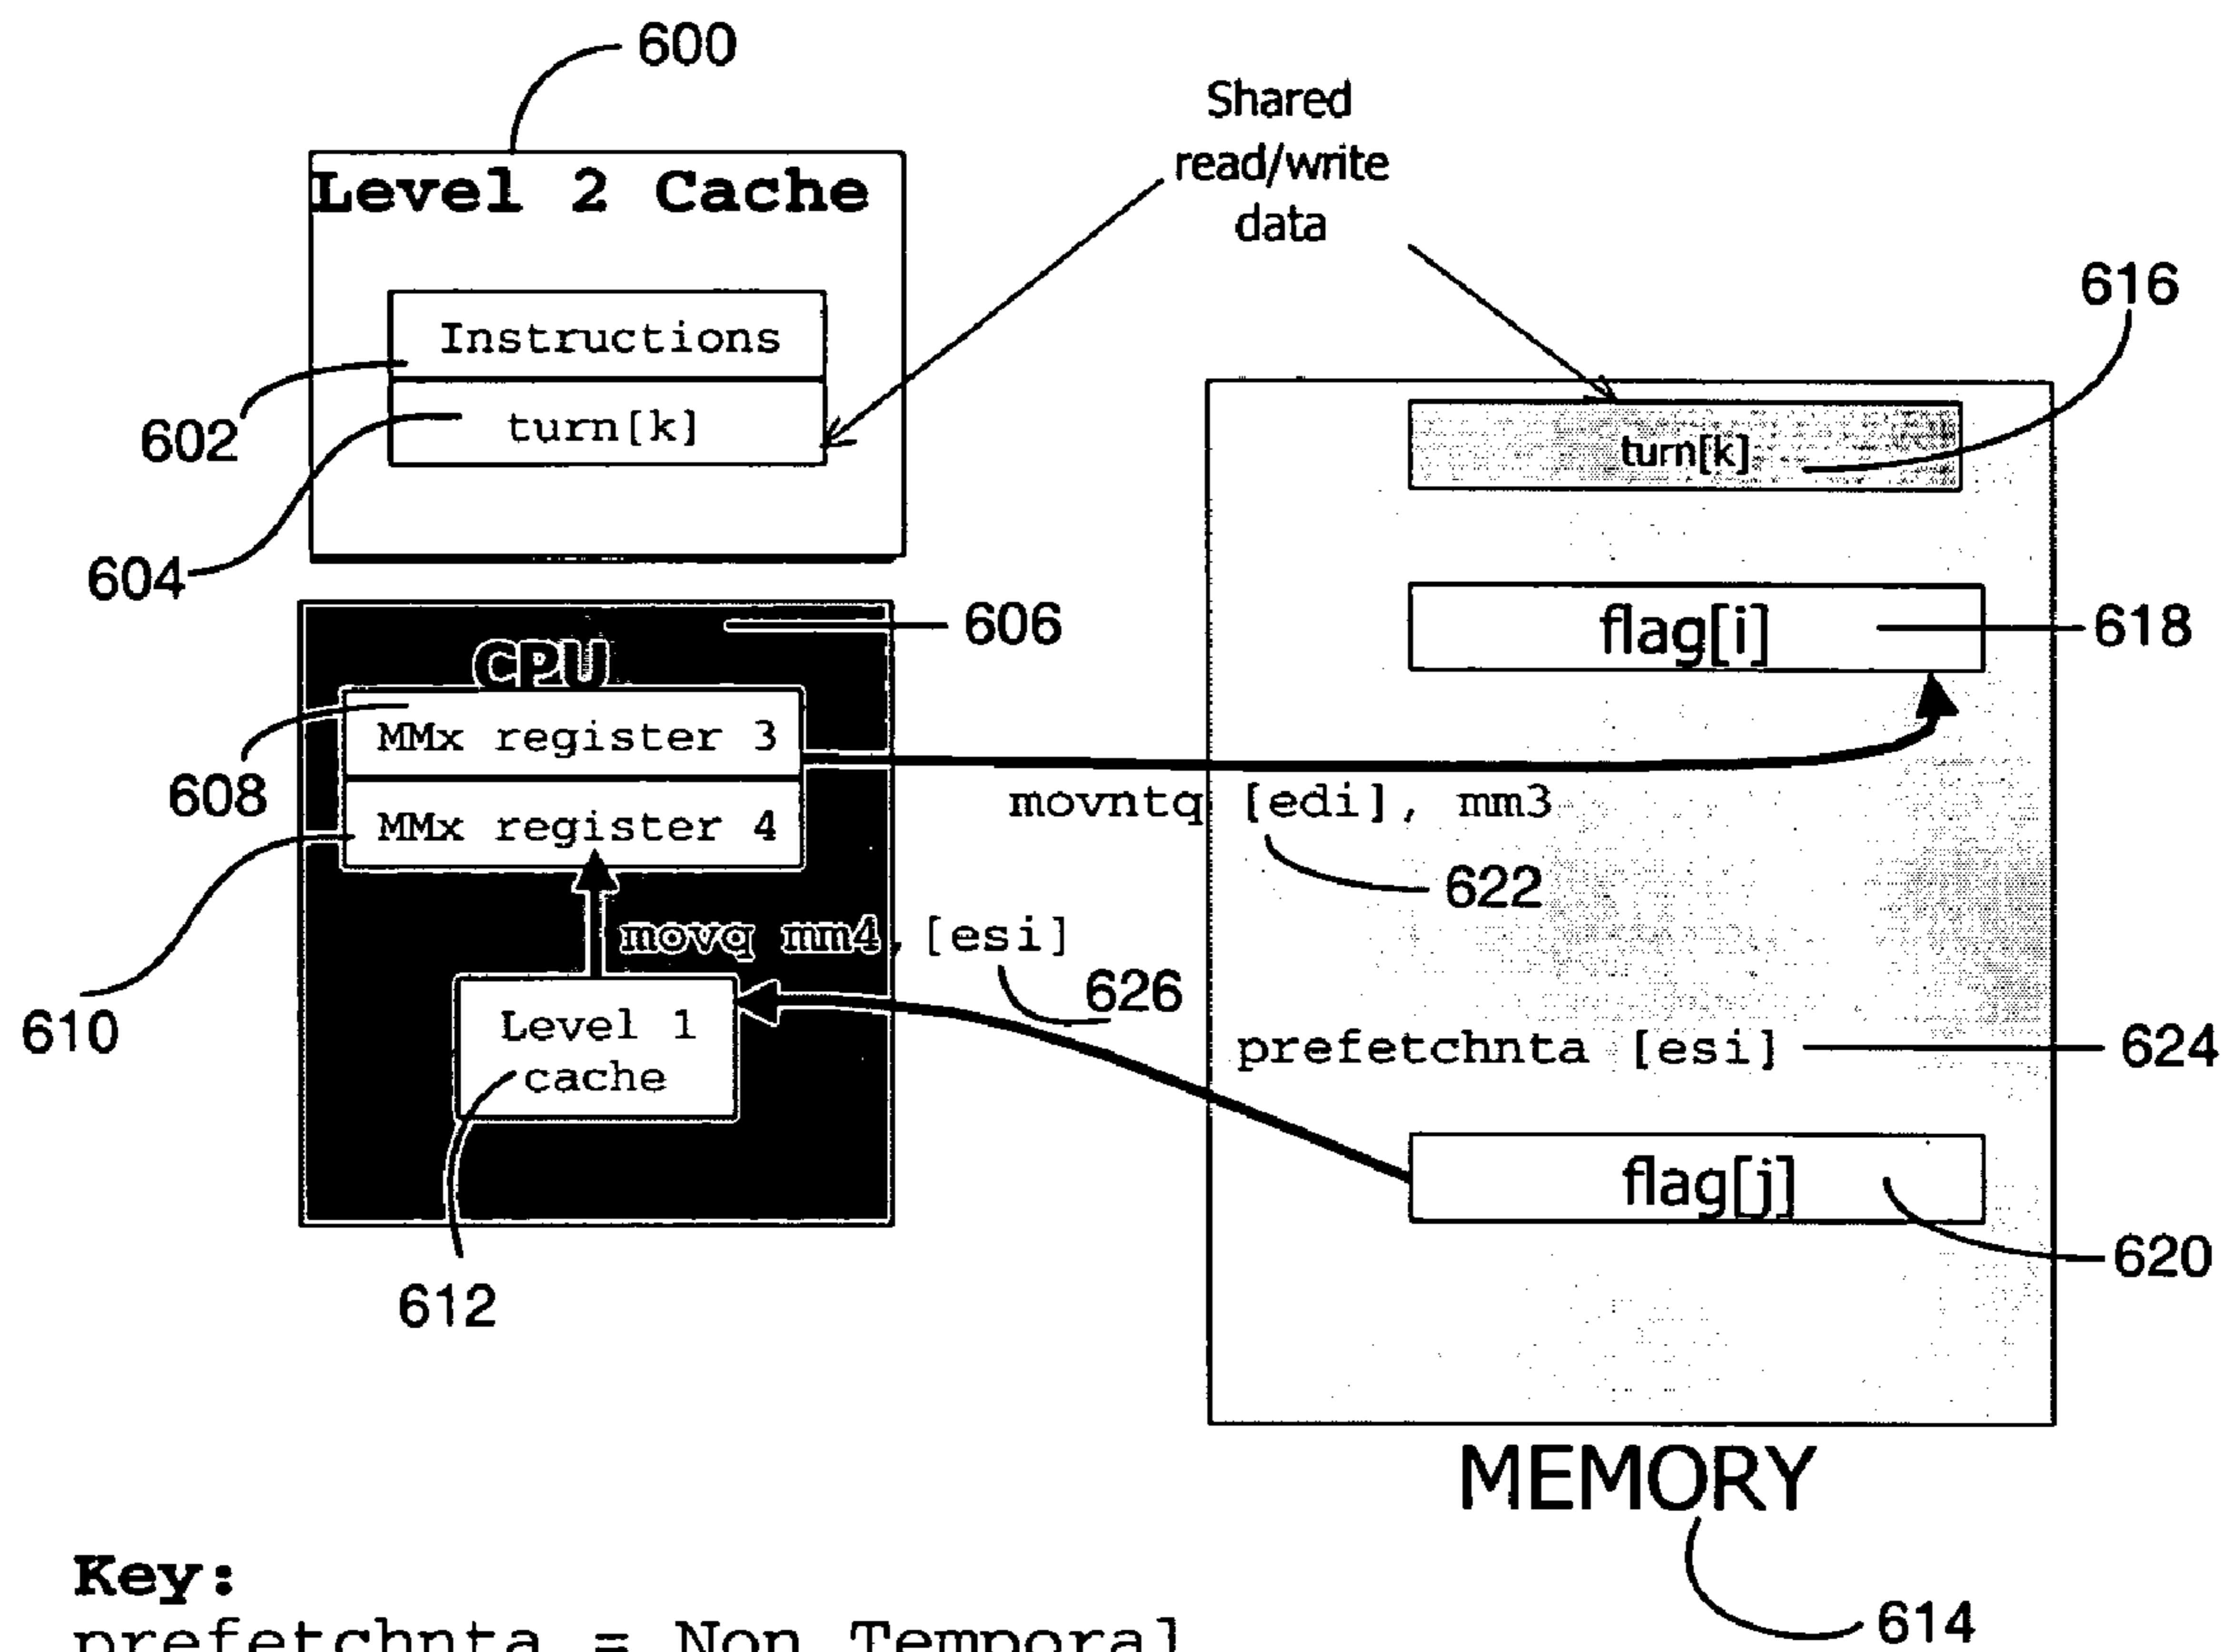 600
Shared
read/write
data
Level 2 Cache
616
Instructions
602
turn[k]
turn[k]
604
606
flag[i]
618
CPU
MMx register 3
608
movntq [edi], mm3
MMx register 4
622
movq mm4, [esi]
626
610
Level 1
cache
prefetchnta [esi]
624
flag[j]
620
612
MEMORY
614
Key:
prefetchnta = Non Temporal